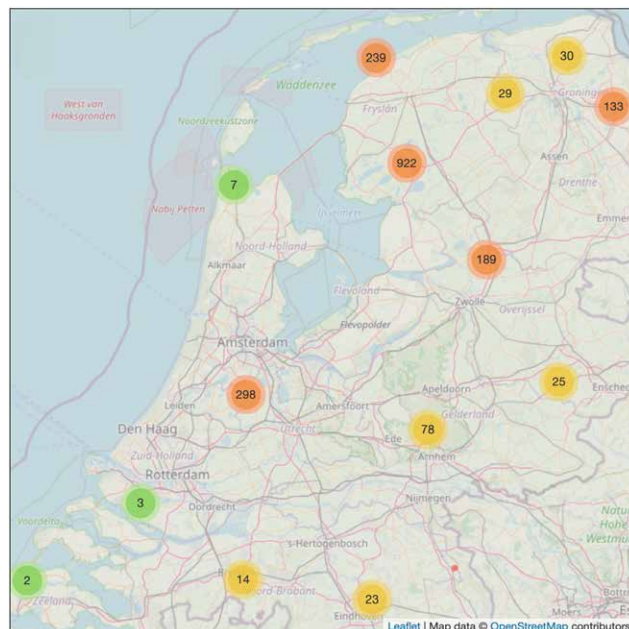 239
30
Waddenzee
29
Groningen
West van
Haaksgronden
Fryslân
133
Noordzeekustzone
922
Assen
7
Drenthe
Nabij Petten
IJsselmeer
Emmen
Noord-Holland
189
Alkmaar
Flevoland
Zwolle
Overijssel
Flevopolder
Amsterdam
25
298
Apeldoorn
Enschede
Leiden
Amersfoort
Gelderland
Den Haag
Utrecht
78
Ede
Zuid-Holland
Arnhem
Rotterdam
3
Nijmegen
Dordrecht
Voordelta
's-Hertogenbosch
2
14
Zeeland
Noord-Brabant
23
Moers
Eindhoven
Leaflet | Map data © OpenStreetMap contributors